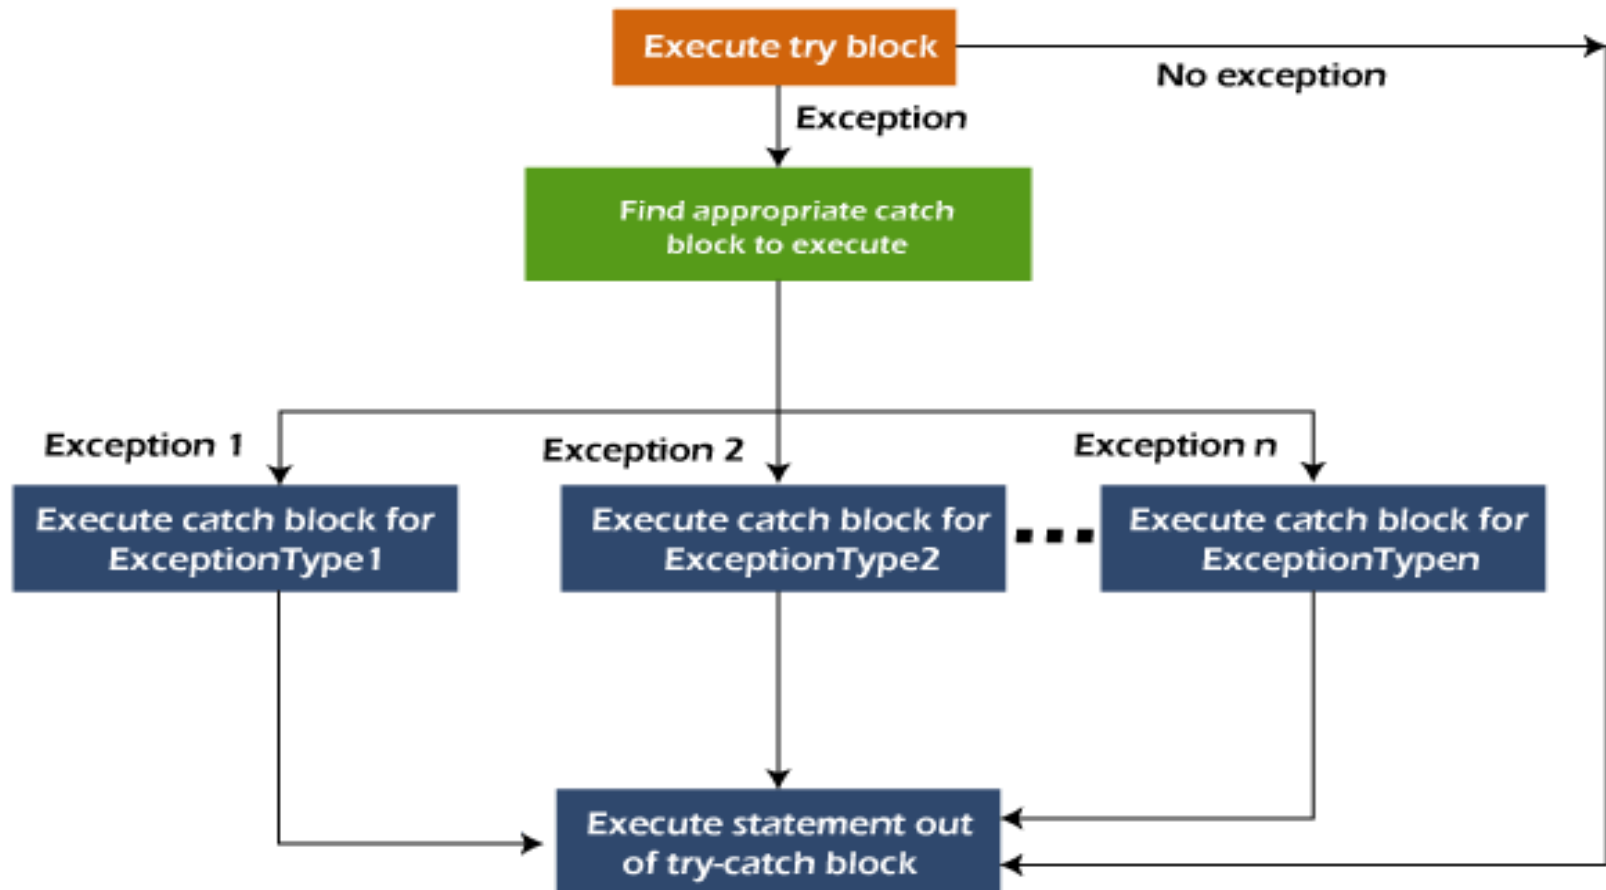 Execute try block
No exception
Exception
Find appropriate catch
block to execute
Exception 1
Exception 2
Exception n
Execute catch block for
ExceptionType1
Execute catch block for
ExceptionType2
Execute catch block for
ExceptionTypen
Execute statement out
of try-catch block